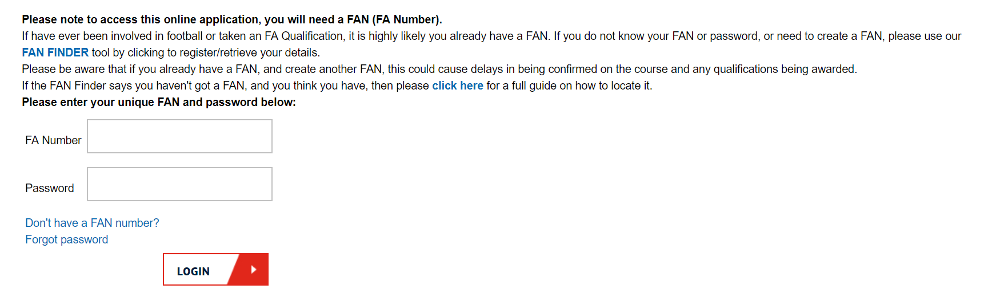 Please note to access this online application, you will need a FAN (FA Number).
If have ever been involved in football or taken an FA Qualification, it is highly likely you already have a FAN. If you do not know your FAN or password, or need to create a FAN, please use our
FAN FINDER tool by clicking to register/retrieve your details.
Please be aware that if you already have a FAN, and create another FAN, this could cause delays in being confirmed on the course and any qualifications being awarded.
If the FAN Finder says you haven't got a FAN, and you think you have, then please click here for a full guide on how to locate it.
Please enter your unique FAN and password below:
FA Number
Password
Don't have a FAN number?
Forgot password
LOGIN